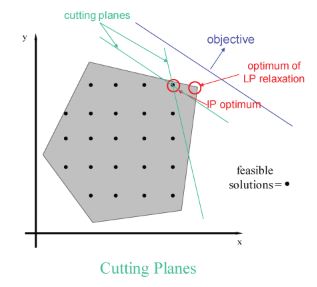 cutting planes
y
objective
optimum of
LP relaxation
IP optimum
feasible
solutions=
x
Cutting Planes